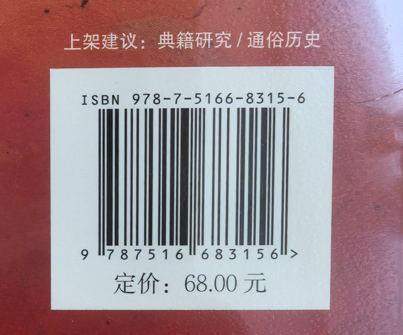 上架建议：典籍研究/通俗历史
ISBN 978-7-5166-8315-6
9 787516 683156 >
定价：68.00 元